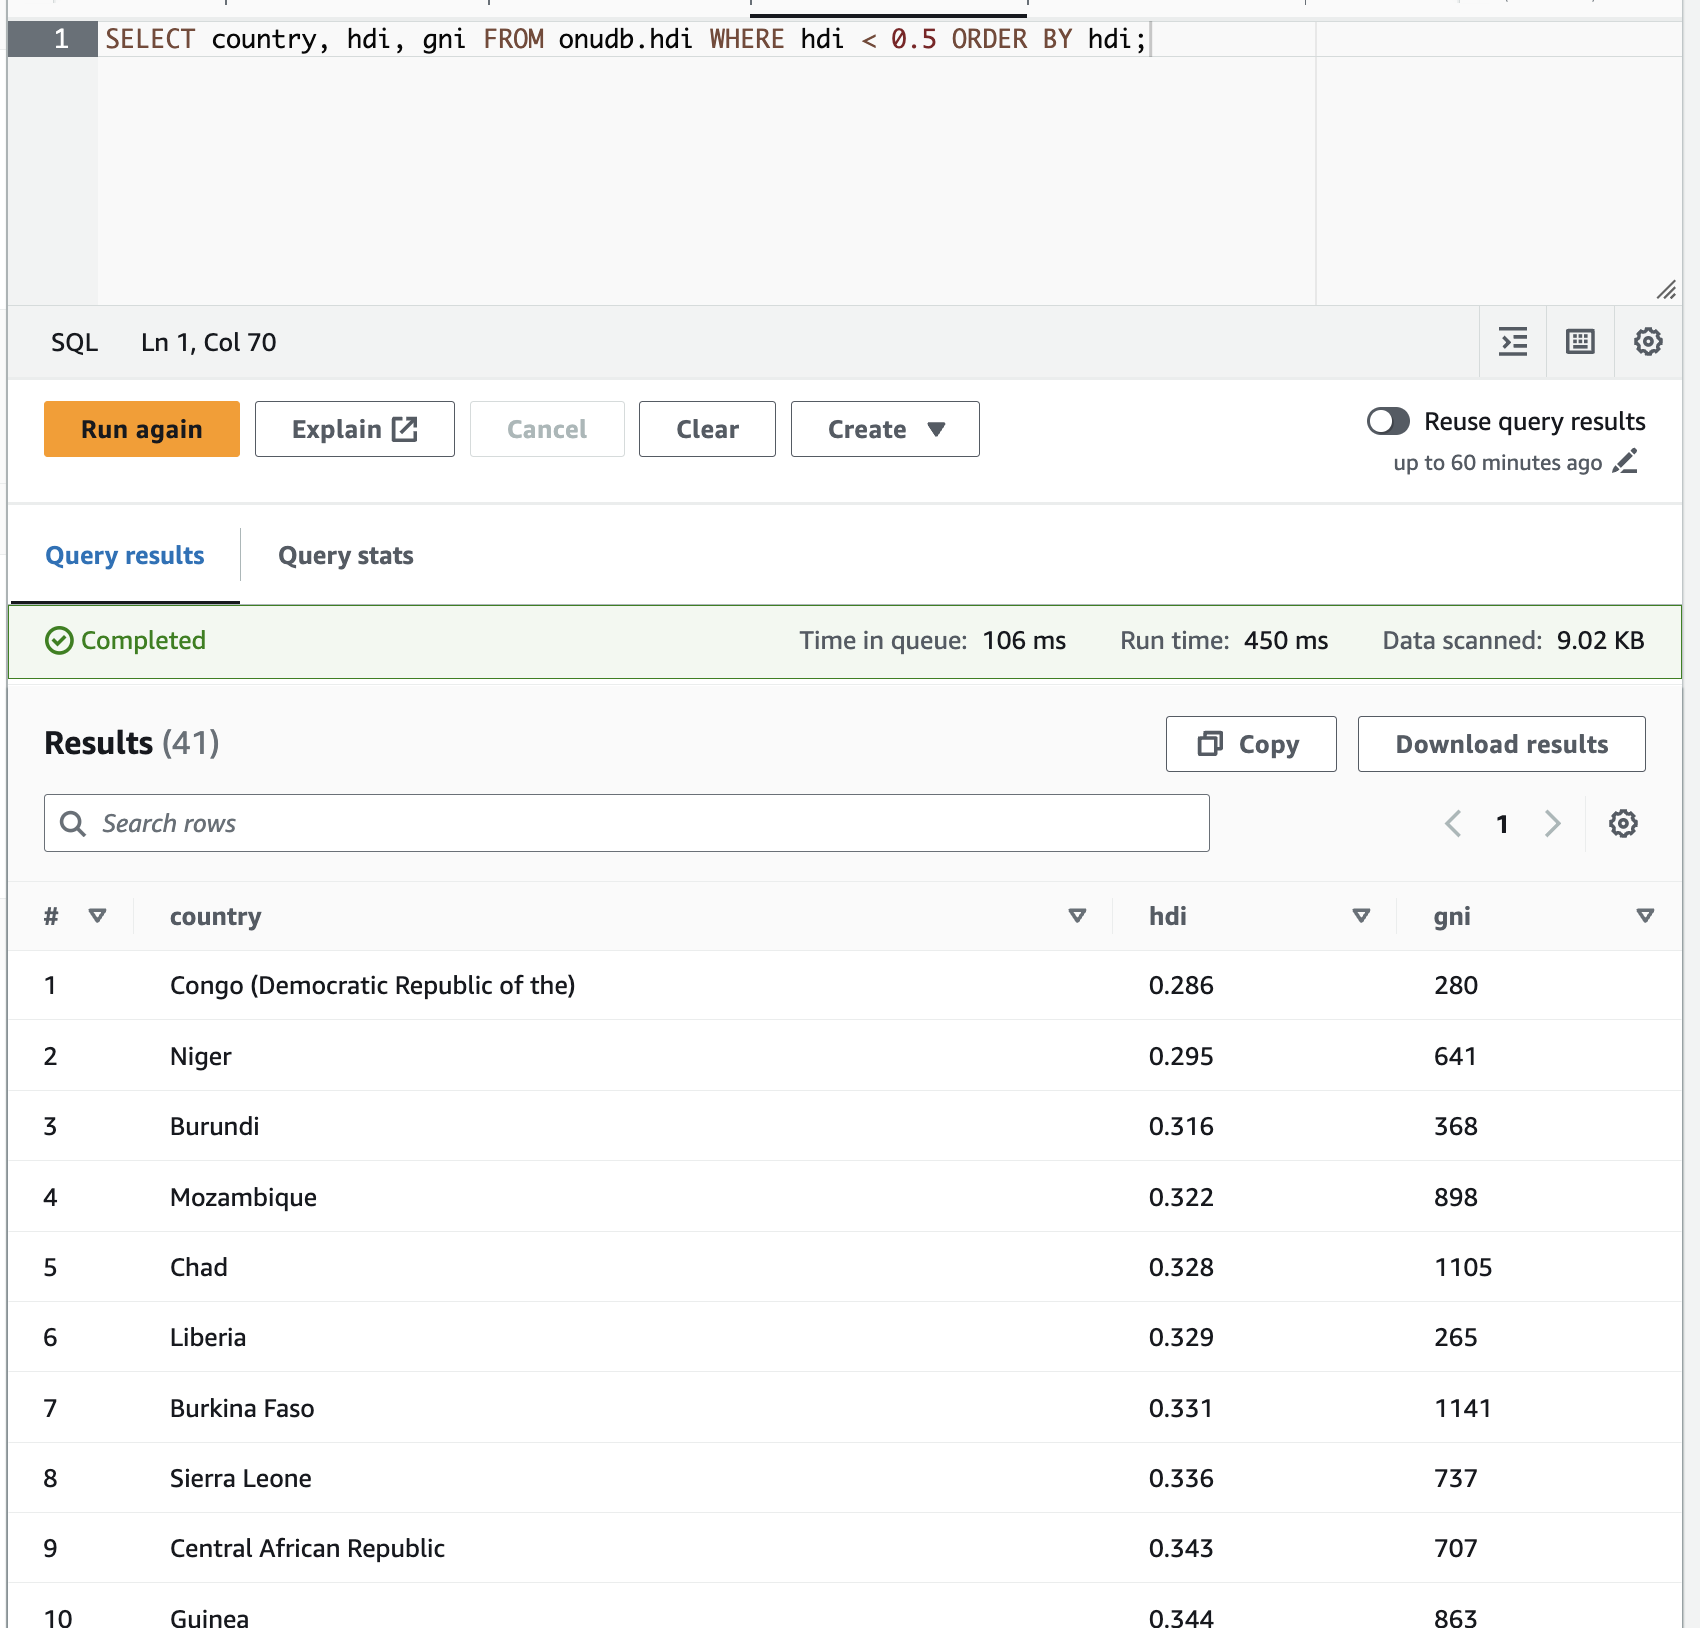 1 SELECT country, hdi, gni FROM onudb.hdi WHERE hdi < 0.5 ORDER BY hdi;
SQL Ln 1, Col 70
Run again Explain Cancel Clear Create Reuse query results
up to 60 minutes ago
Query results Query stats
Completed Time in queue: 106 ms Run time: 450 ms Data scanned: 9.02 KB
Results (41) Copy Download results
Search rows 1
# country hdi gni
1 Congo (Democratic Republic of the) 0.286 280
2 Niger 0.295 641
3 Burundi 0.316 368
4 Mozambique 0.322 898
5 Chad 0.328 1105
6 Liberia 0.329 265
7 Burkina Faso 0.331 1141
8 Sierra Leone 0.336 737
9 Central African Republic 0.343 707
10 Guinea 0.344 863